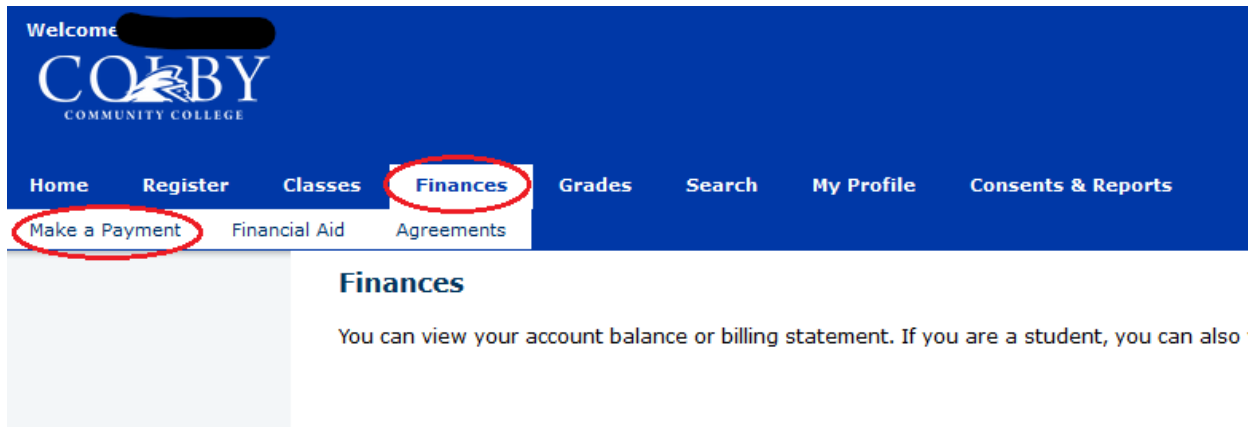 Welcome
COLBY
COMMUNITY COLLEGE
Home Register Classes Finances Grades Search My Profile Consents & Reports
Make a Payment Financial Aid Agreements
Finances
You can view your account balance or billing statement. If you are a student, you can also